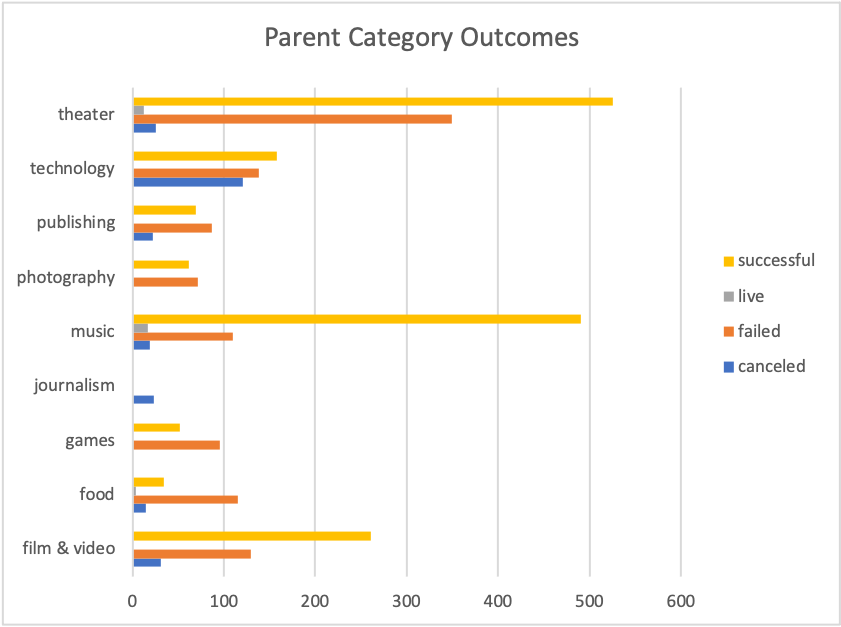 Parent Category Outcomes
theater
technology
publishing
photography
music
journalism
games
food
film & video
successful
live
failed
canceled
0 100 200 300 400 500 600